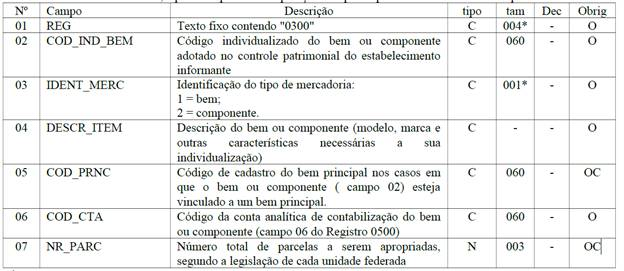 Nº Campo Descrição tipo tam Dec Obrig
01 REG Texto fixo contendo "0300" C 004* - O
02 COD_IND_BEM Código individualizado do bem ou componente C 060 - O
adotado no controle patrimonial do estabelecimento
informante
03 IDENT_MERC Identificação do tipo de mercadoria: C 001* - O
1 = bem;
2 = componente.
04 DESCR_ITEM Descrição do bem ou componente (modelo, marca e C - - O
outras características necessárias a sua
individualização)
05 COD_PRNC Código de cadastro do bem principal nos casos em C 060 - OC
que o bem ou componente ( campo 02) esteja
vinculado a um bem principal.
06 COD_CTA Código da conta analítica de contabilização do bem C 060 - O
ou componente (campo 06 do Registro 0500)
07 NR_PARC Número total de parcelas a serem apropriadas, N 003 - OC
segundo a legislação de cada unidade federada